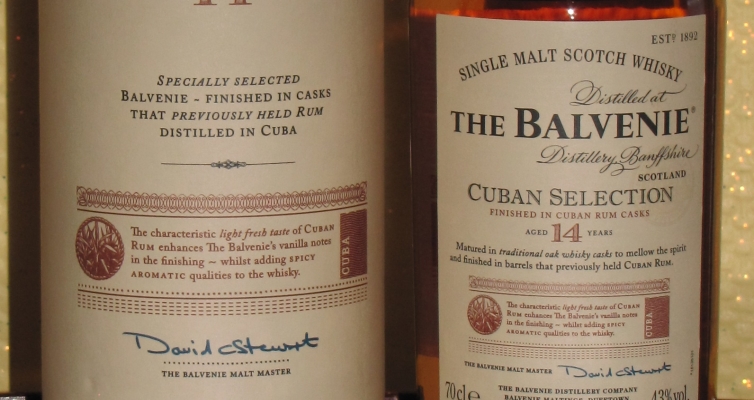 14
SPECIALLY SELECTED
BALVENIE - FINISHED IN CASKS
THAT PREVIOUSLY HELD RUM
DISTILLED IN CUBA
The characteristic light fresh taste of CUBAN
RUM enhances The Balvenie's vanilla notes
in the finishing ~ whilst adding SPICY
AROMATIC qualities to the whisky.
CUBA
David C Stewart
THE BALVENIE MALT MASTER
ESTD 1892
SINGLE MALT SCOTCH WHISKY
Distilled at
THE BALVENIE®
Distillery, Banffshire
SCOTLAND
CUBAN SELECTION
FINISHED IN CUBAN RUM CASKS
AGED 14 YEARS
Matured in traditional oak whisky casks to mellow the spirit
and finished in barrels that previously held CUBAN RUM.
The characteristic light fresh taste of CUBAN
RUM enhances The Balvenie's vanilla notes
in the finishing ~ whilst adding SPICY
AROMATIC qualities to the whisky.
CUBA
THE BALVENIE MALT MASTER David C Stewart
70cl e THE BALVENIE DISTILLERY COMPANY 43%vol.
BALVENIE MALTINGS, DUFFTOWN